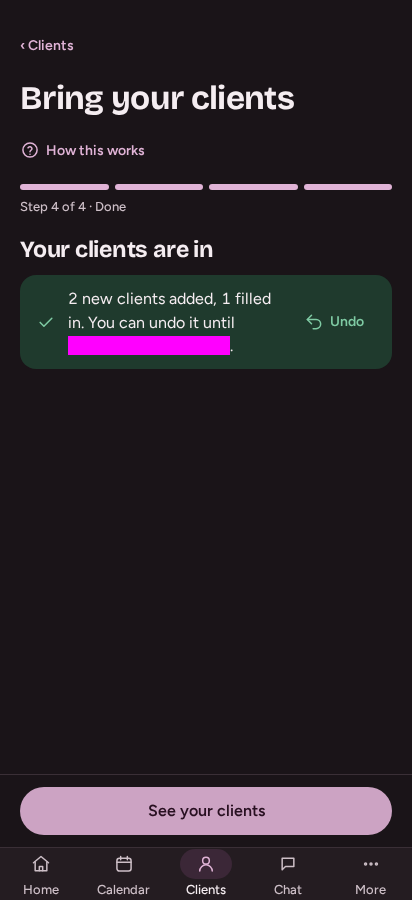 ‹ Clients
Bring your clients
How this works
Step 4 of 4 · Done
Your clients are in
2 new clients added, 1 filled
in. You can undo it until
.
Undo
See your clients
Home
Calendar
Clients
Chat
More